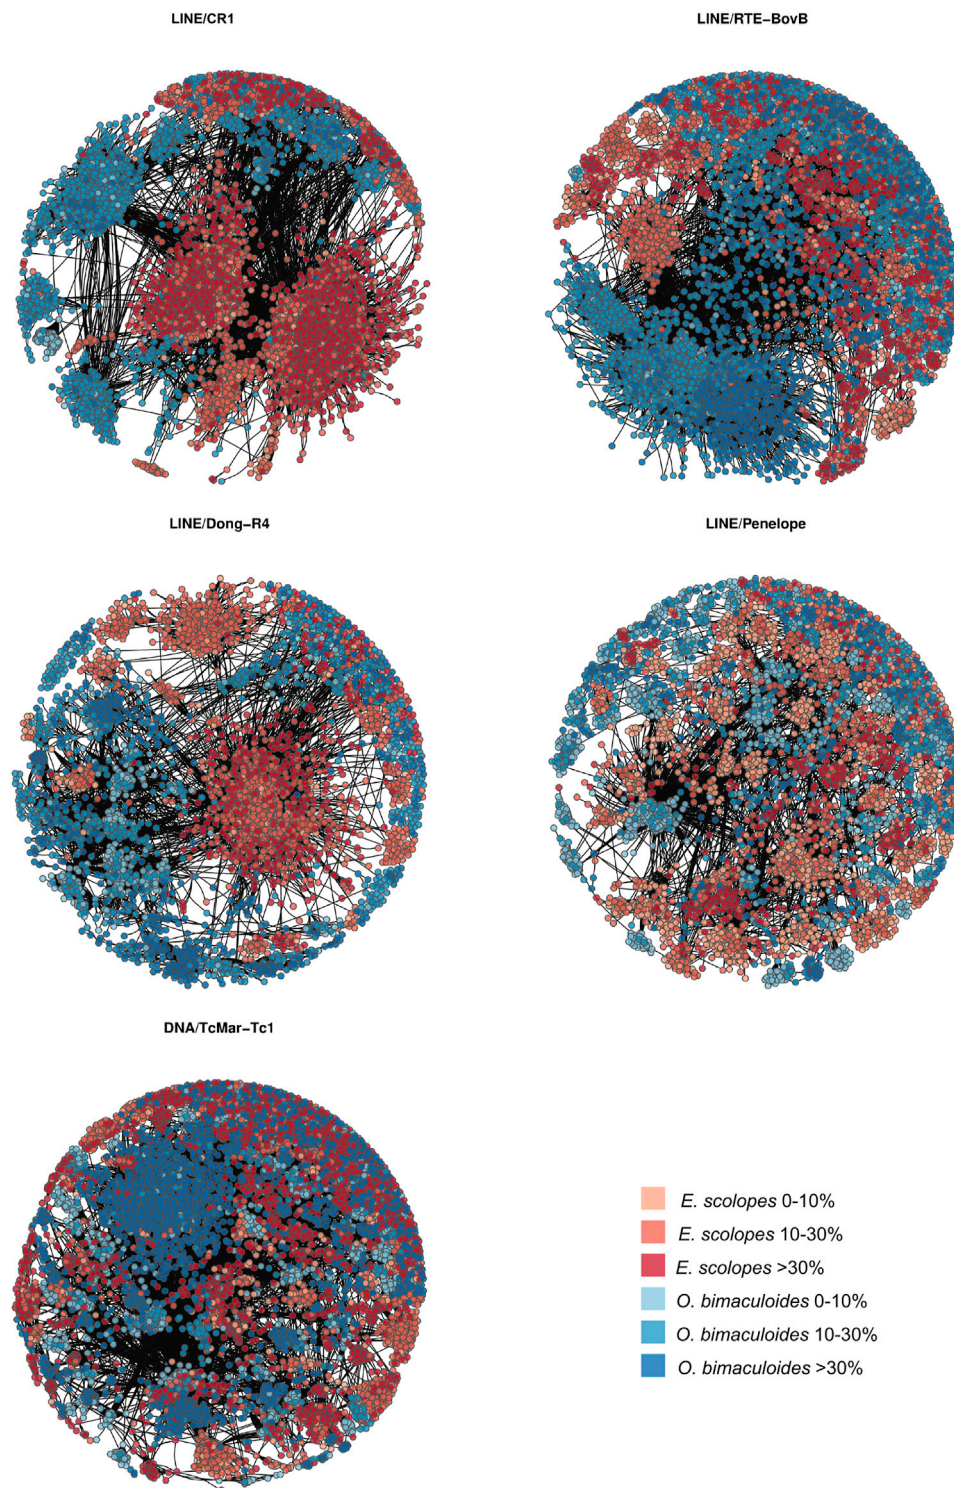 LINE/CR1
LINE/RTE−BovB
LINE/Dong−R4
LINE/Penelope
DNA/TcMar−Tc1
E. scolopes 0-10%
E. scolopes 10-30%
E. scolopes >30%
O. bimaculoides 0-10%
O. bimaculoides 10-30%
O. bimaculoides >30%